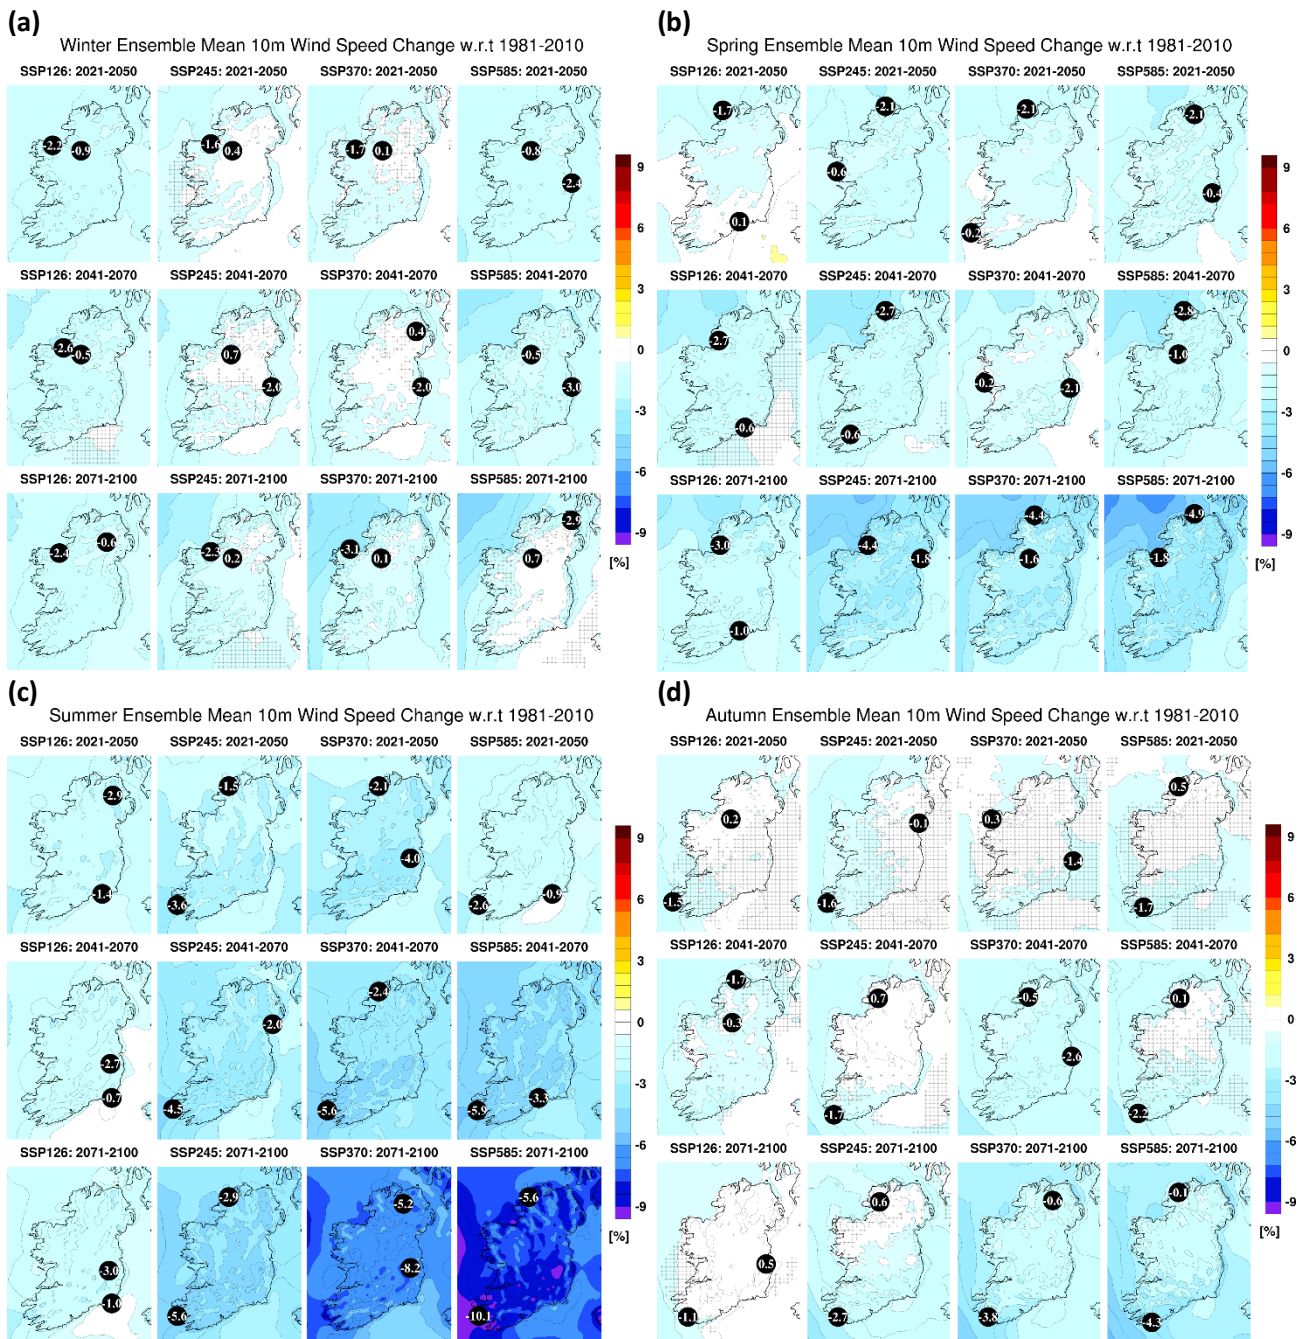 (a)
Winter Ensemble Mean 10m Wind Speed Change w.r.t 1981-2010
SSP126: 2021-2050 SSP245: 2021-2050 SSP370: 2021-2050 SSP585: 2021-2050
-2.2 -0.9 -1.6 0.4 -1.7 0.1 -0.8 -2.4
SSP126: 2041-2070 SSP245: 2041-2070 SSP370: 2041-2070 SSP585: 2041-2070
-2.6 -0.5 0.7 -2.0 0.4 -2.0 -0.5 -3.0
SSP126: 2071-2100 SSP245: 2071-2100 SSP370: 2071-2100 SSP585: 2071-2100
-2.4 -0.6 -2.3 0.2 -3.1 0.1 -2.9 0.7
9
6
3
0
-3
-6
-9
[%]
(b)
Spring Ensemble Mean 10m Wind Speed Change w.r.t 1981-2010
SSP126: 2021-2050 SSP245: 2021-2050 SSP370: 2021-2050 SSP585: 2021-2050
-1.7 0.1 -2.1 -0.6 -2.1 -0.2 -2.1 -0.4
SSP126: 2041-2070 SSP245: 2041-2070 SSP370: 2041-2070 SSP585: 2041-2070
-2.7 -0.6 -2.7 -0.6 -0.2 -2.1 -2.8 -1.0
SSP126: 2071-2100 SSP245: 2071-2100 SSP370: 2071-2100 SSP585: 2071-2100
-3.0 -1.0 -4.4 -1.8 -4.4 -1.6 -4.9 -1.8
9
6
3
0
-3
-6
-9
[%]
(c)
Summer Ensemble Mean 10m Wind Speed Change w.r.t 1981-2010
SSP126: 2021-2050 SSP245: 2021-2050 SSP370: 2021-2050 SSP585: 2021-2050
-2.9 -1.4 -1.5 -3.6 -2.1 -4.0 -2.6 -0.9
SSP126: 2041-2070 SSP245: 2041-2070 SSP370: 2041-2070 SSP585: 2041-2070
-2.7 -0.7 -2.0 -4.5 -2.4 -5.6 -5.9 -3.3
SSP126: 2071-2100 SSP245: 2071-2100 SSP370: 2071-2100 SSP585: 2071-2100
-3.0 -1.0 -2.9 -5.6 -5.2 -8.2 -5.6 -10.1
9
6
3
0
-3
-6
-9
[%]
(d)
Autumn Ensemble Mean 10m Wind Speed Change w.r.t 1981-2010
SSP126: 2021-2050 SSP245: 2021-2050 SSP370: 2021-2050 SSP585: 2021-2050
0.2 -1.5 -0.1 -1.6 0.3 -1.4 0.5 -1.7
SSP126: 2041-2070 SSP245: 2041-2070 SSP370: 2041-2070 SSP585: 2041-2070
-1.7 -0.3 0.7 -1.7 -0.5 -2.6 0.1 -2.2
SSP126: 2071-2100 SSP245: 2071-2100 SSP370: 2071-2100 SSP585: 2071-2100
0.5 -1.1 0.6 -2.7 -0.6 -3.8 -0.1 -4.3
9
6
3
0
-3
-6
-9
[%]